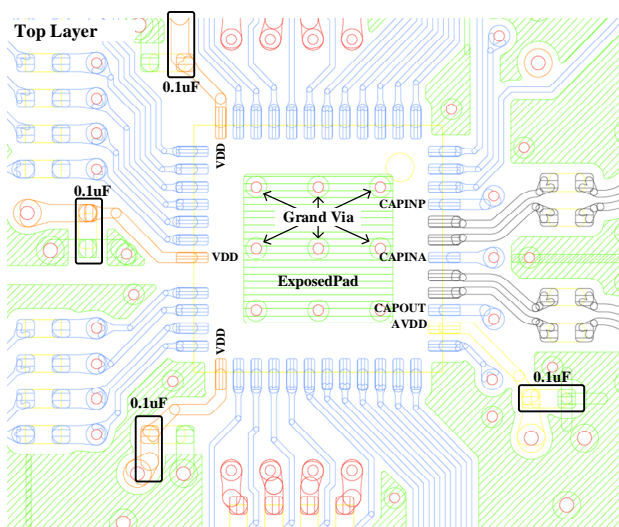 Top Layer
0.1uF
VDD
0.1uF
CAPINP
Grand Via
VDD
CAPINA
ExposedPad
CAPOUT
AVDD
VDD
0.1uF
0.1uF